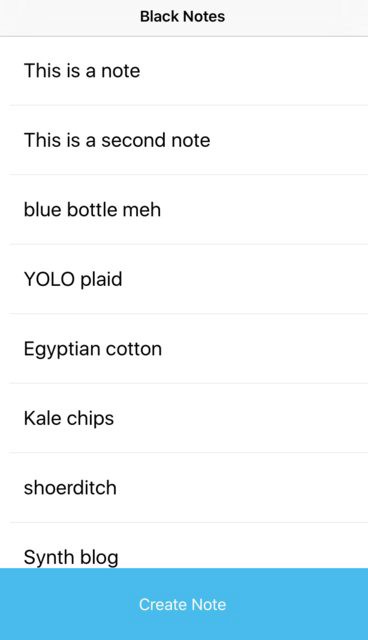 Black Notes
This is a note
This is a second note
blue bottle meh
YOLO plaid
Egyptian cotton
Kale chips
shoerditch
Synth blog
Create Note